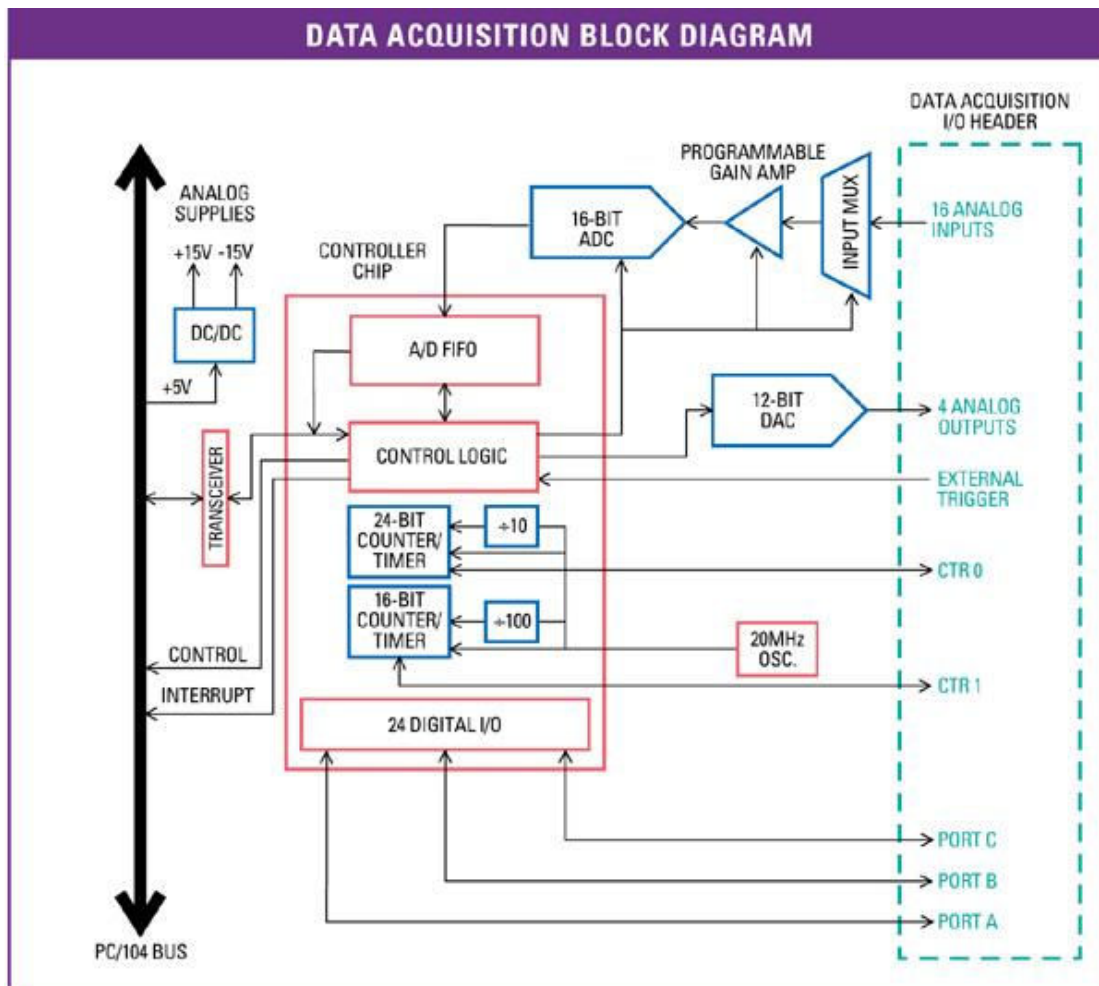 DATA ACQUISITION BLOCK DIAGRAM
DATA ACQUISITION
I/O HEADER
PROGRAMMABLE
GAIN AMP
ANALOG
SUPPLIES
16-BIT
ADC
INPUT MUX
16 ANALOG
INPUTS
+15V -15V
CONTROLLER
CHIP
DC/DC
A/D FIFO
+5V
12-BIT
DAC
4 ANALOG
OUTPUTS
CONTROL LOGIC
TRANSCEIVER
EXTERNAL
TRIGGER
24-BIT
COUNTER/
TIMER
÷10
CTR 0
16-BIT
COUNTER/
TIMER
÷100
20MHz
OSC.
CONTROL
INTERRUPT
CTR 1
24 DIGITAL I/O
PORT C
PORT B
PORT A
PC/104 BUS